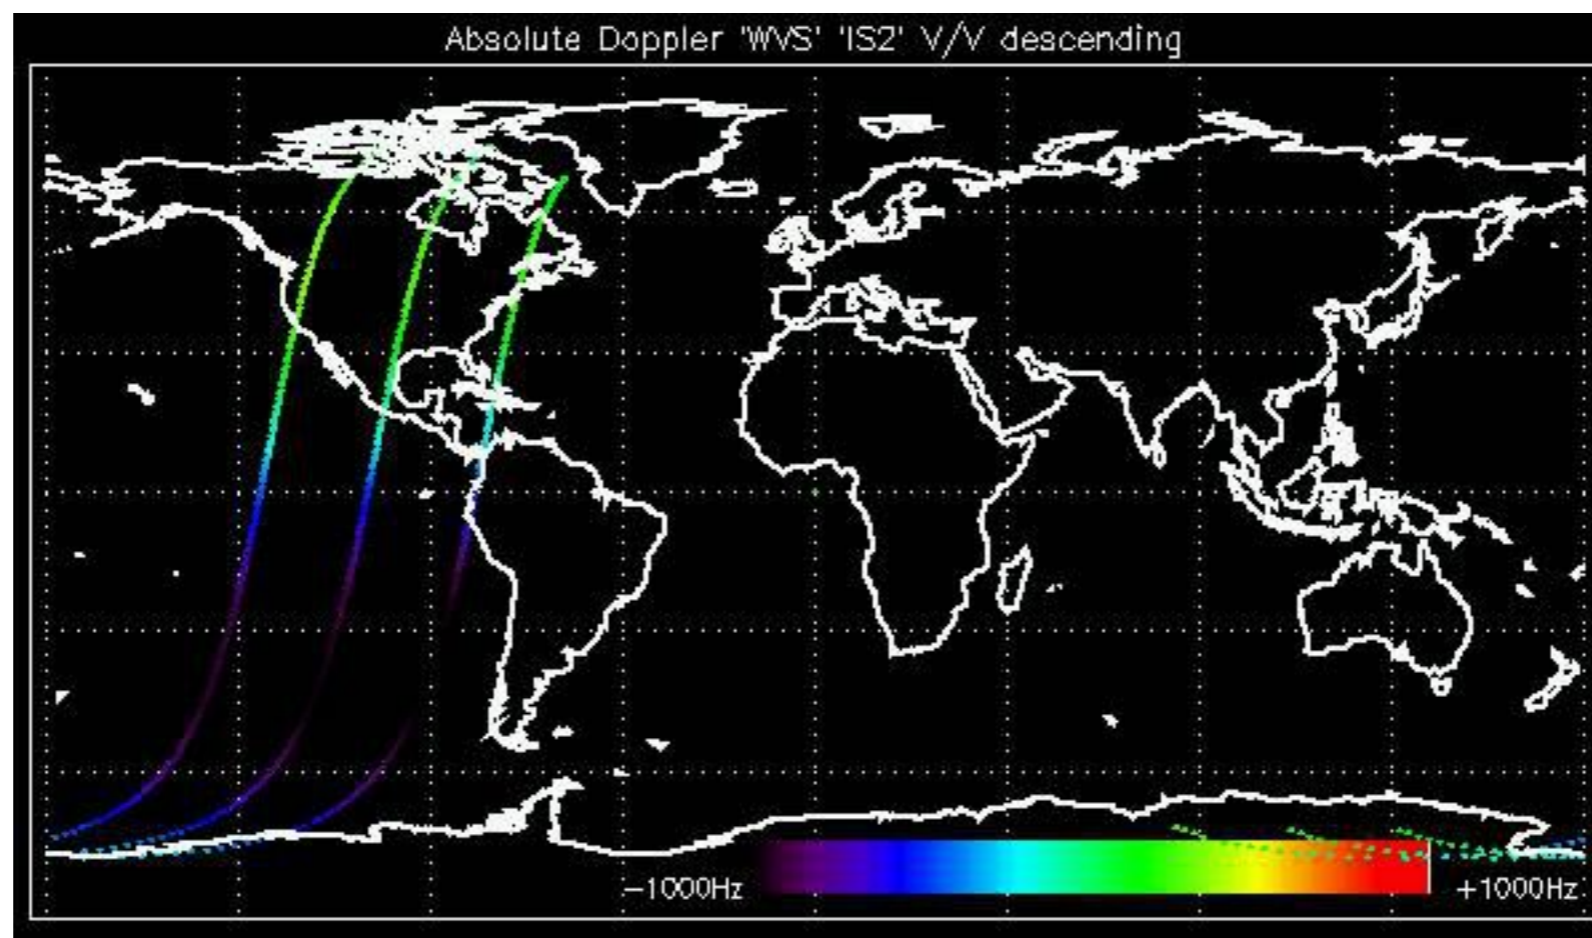 Absolute Doppler 'WVS' 'IS2' V/V descending
-1000Hz
+1000Hz